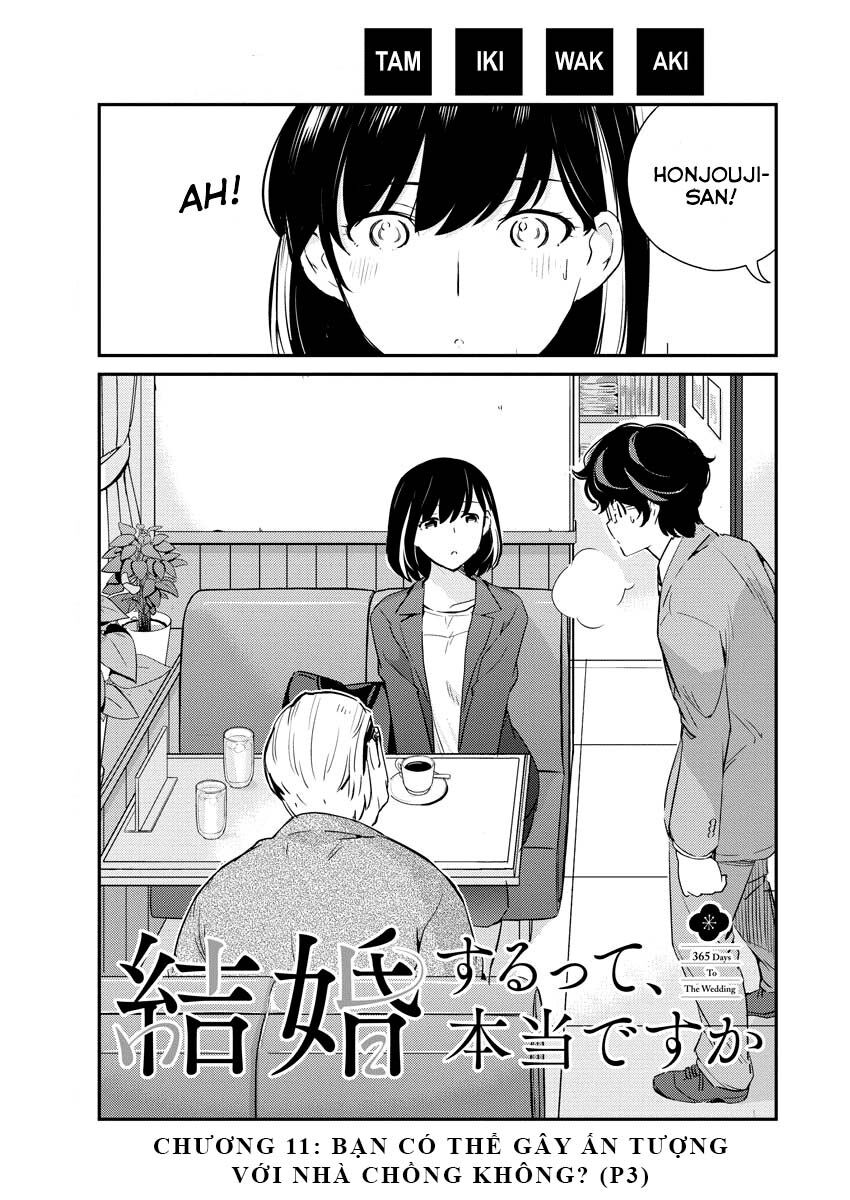 TAM IKI WAK AKI
HONJOUJI-
SAN!
AH!
結婚するって、
本当ですか
365 Days
To
The Wedding
CHƯƠNG 11: BẠN CÓ THỂ GÂY ẤN TƯỢNG
VỚI NHÀ CHỒNG KHÔNG? (P3)